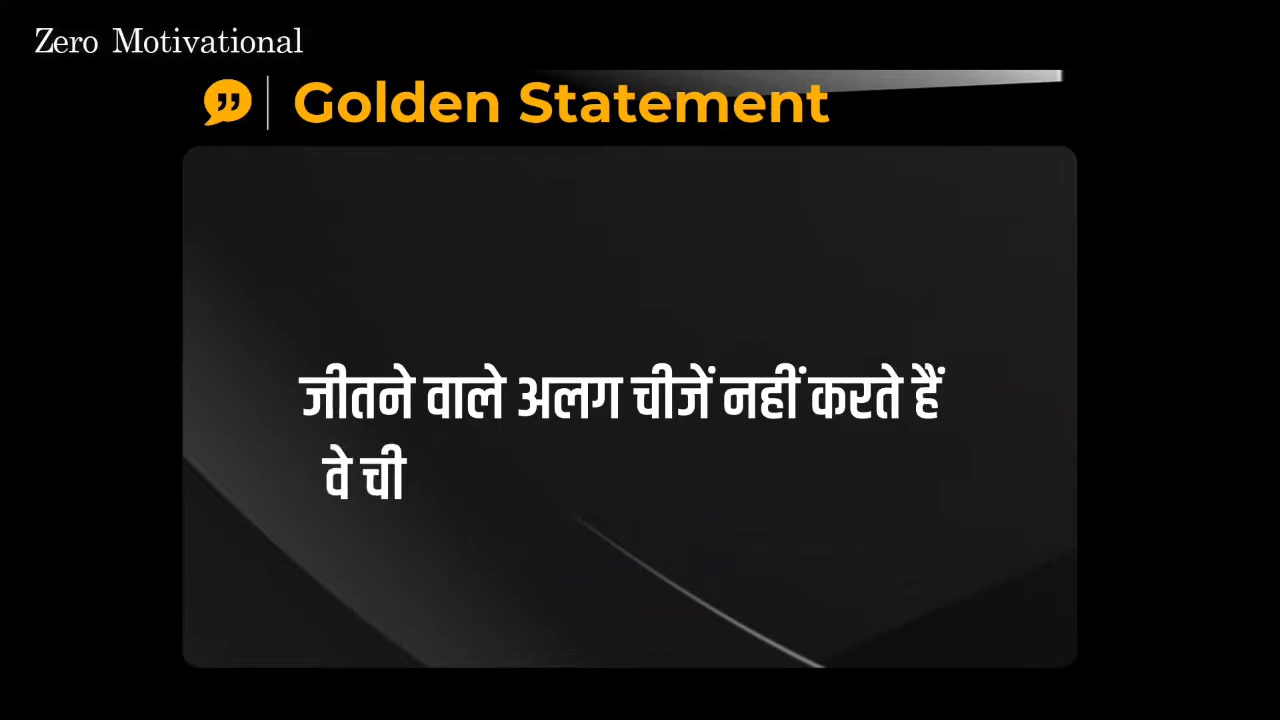 Zero Motivational
Golden Statement
जीतने वाले अलग चीजें नहीं करते हैं
वे ची